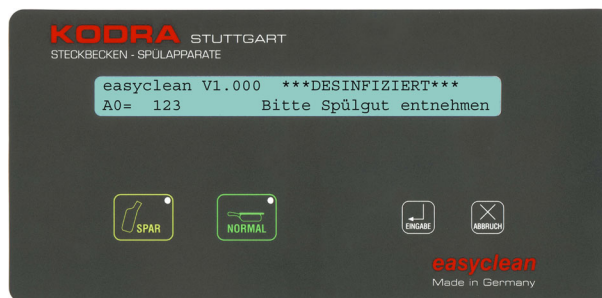 KODRA STUTTGART
STECKBECKEN - SPÜLAPPARATE
easyclean V1.000 ***DESINFIZIERT***
A0= 123 Bitte Spülgut entnehmen
SPAR
NORMAL
EINGABE
ABBRUCH
easyclean
Made in Germany